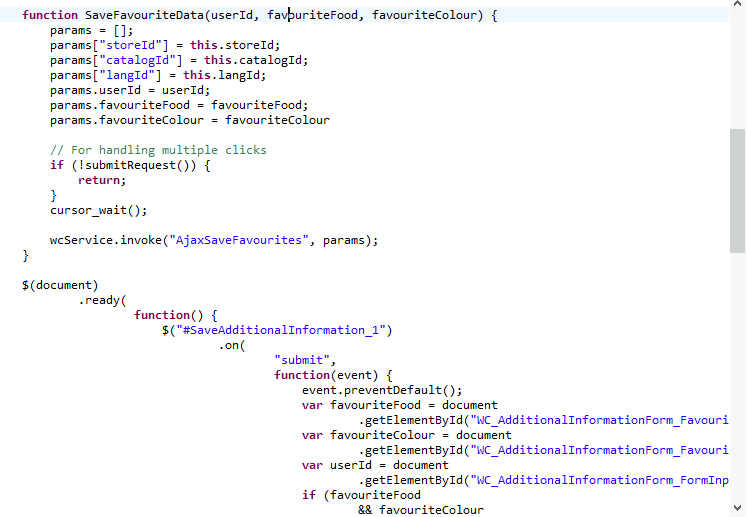 function SaveFavouriteData(userId, favouriteFood, favouriteColour) {
params = [];
params["storeId"] = this.storeId;
params["catalogId"] = this.catalogId;
params["langId"] = this.langId;
params.userId = userId;
params.favouriteFood = favouriteFood;
params.favouriteColour = favouriteColour
// For handling multiple clicks
if (!submitRequest()) {
return;
}
cursor_wait();
wcService.invoke("AjaxSaveFavourites", params);
}
$(document)
.ready(
function() {
$("#SaveAdditionalInformation_1")
.on(
"submit",
function(event) {
event.preventDefault();
var favouriteFood = document
.getElementById("WC_AdditionalInformationForm_Favouri
var favouriteColour = document
.getElementById("WC_AdditionalInformationForm_Favouri
var userId = document
.getElementById("WC_AdditionalInformationForm_FormInp
if (favouriteFood
&& favouriteColour